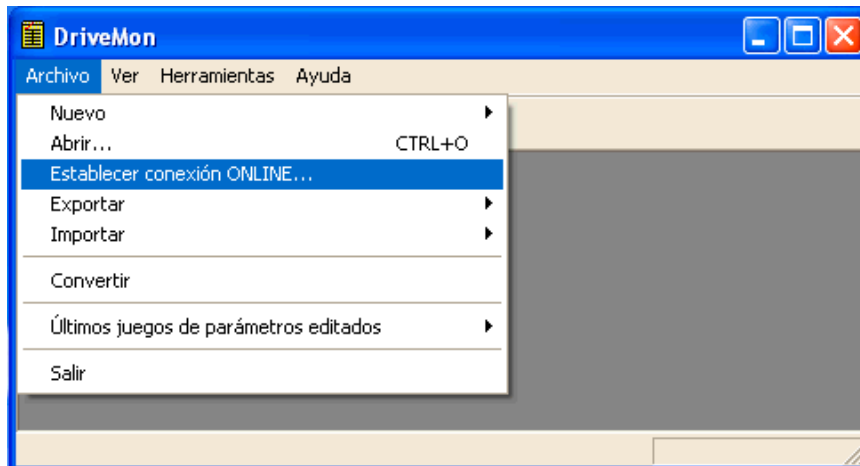 DriveMon
Archivo Ver Herramientas Ayuda
Nuevo
Abrir... CTRL+O
Establecer conexión ONLINE...
Exportar
Importar
Convertir
Últimos juegos de parámetros editados
Salir